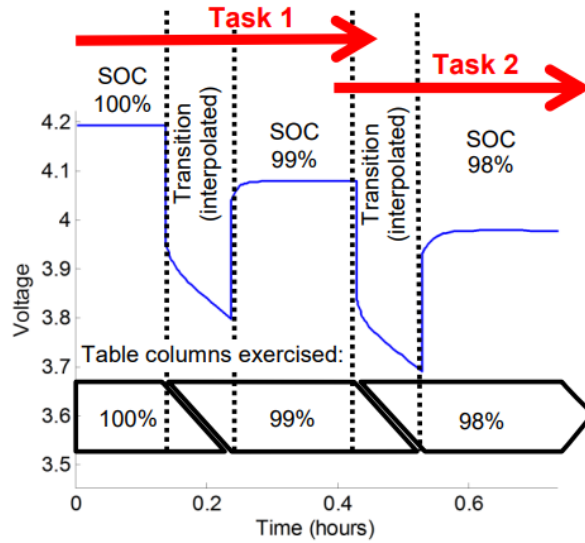 Task 1
Task 2
SOC
100%
Transition
(interpolated)
SOC
99%
Transition
(interpolated)
SOC
98%
4.2
4.1
4
3.9
3.8
3.7
3.6
3.5
Voltage
Table columns exercised:
100%
99%
98%
0
0.2
0.4
0.6
Time (hours)